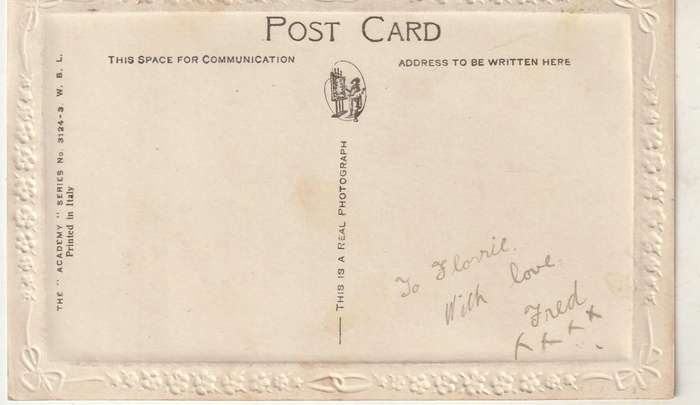 POST CARD
THIS SPACE FOR COMMUNICATION
ADDRESS TO BE WRITTEN HERE
THE "ACADEMY" SERIES No. 3124-3 W. B. L.
Printed in Italy
THIS IS A REAL PHOTOGRAPH
To Florrie.
With love.
Fred
xxxx